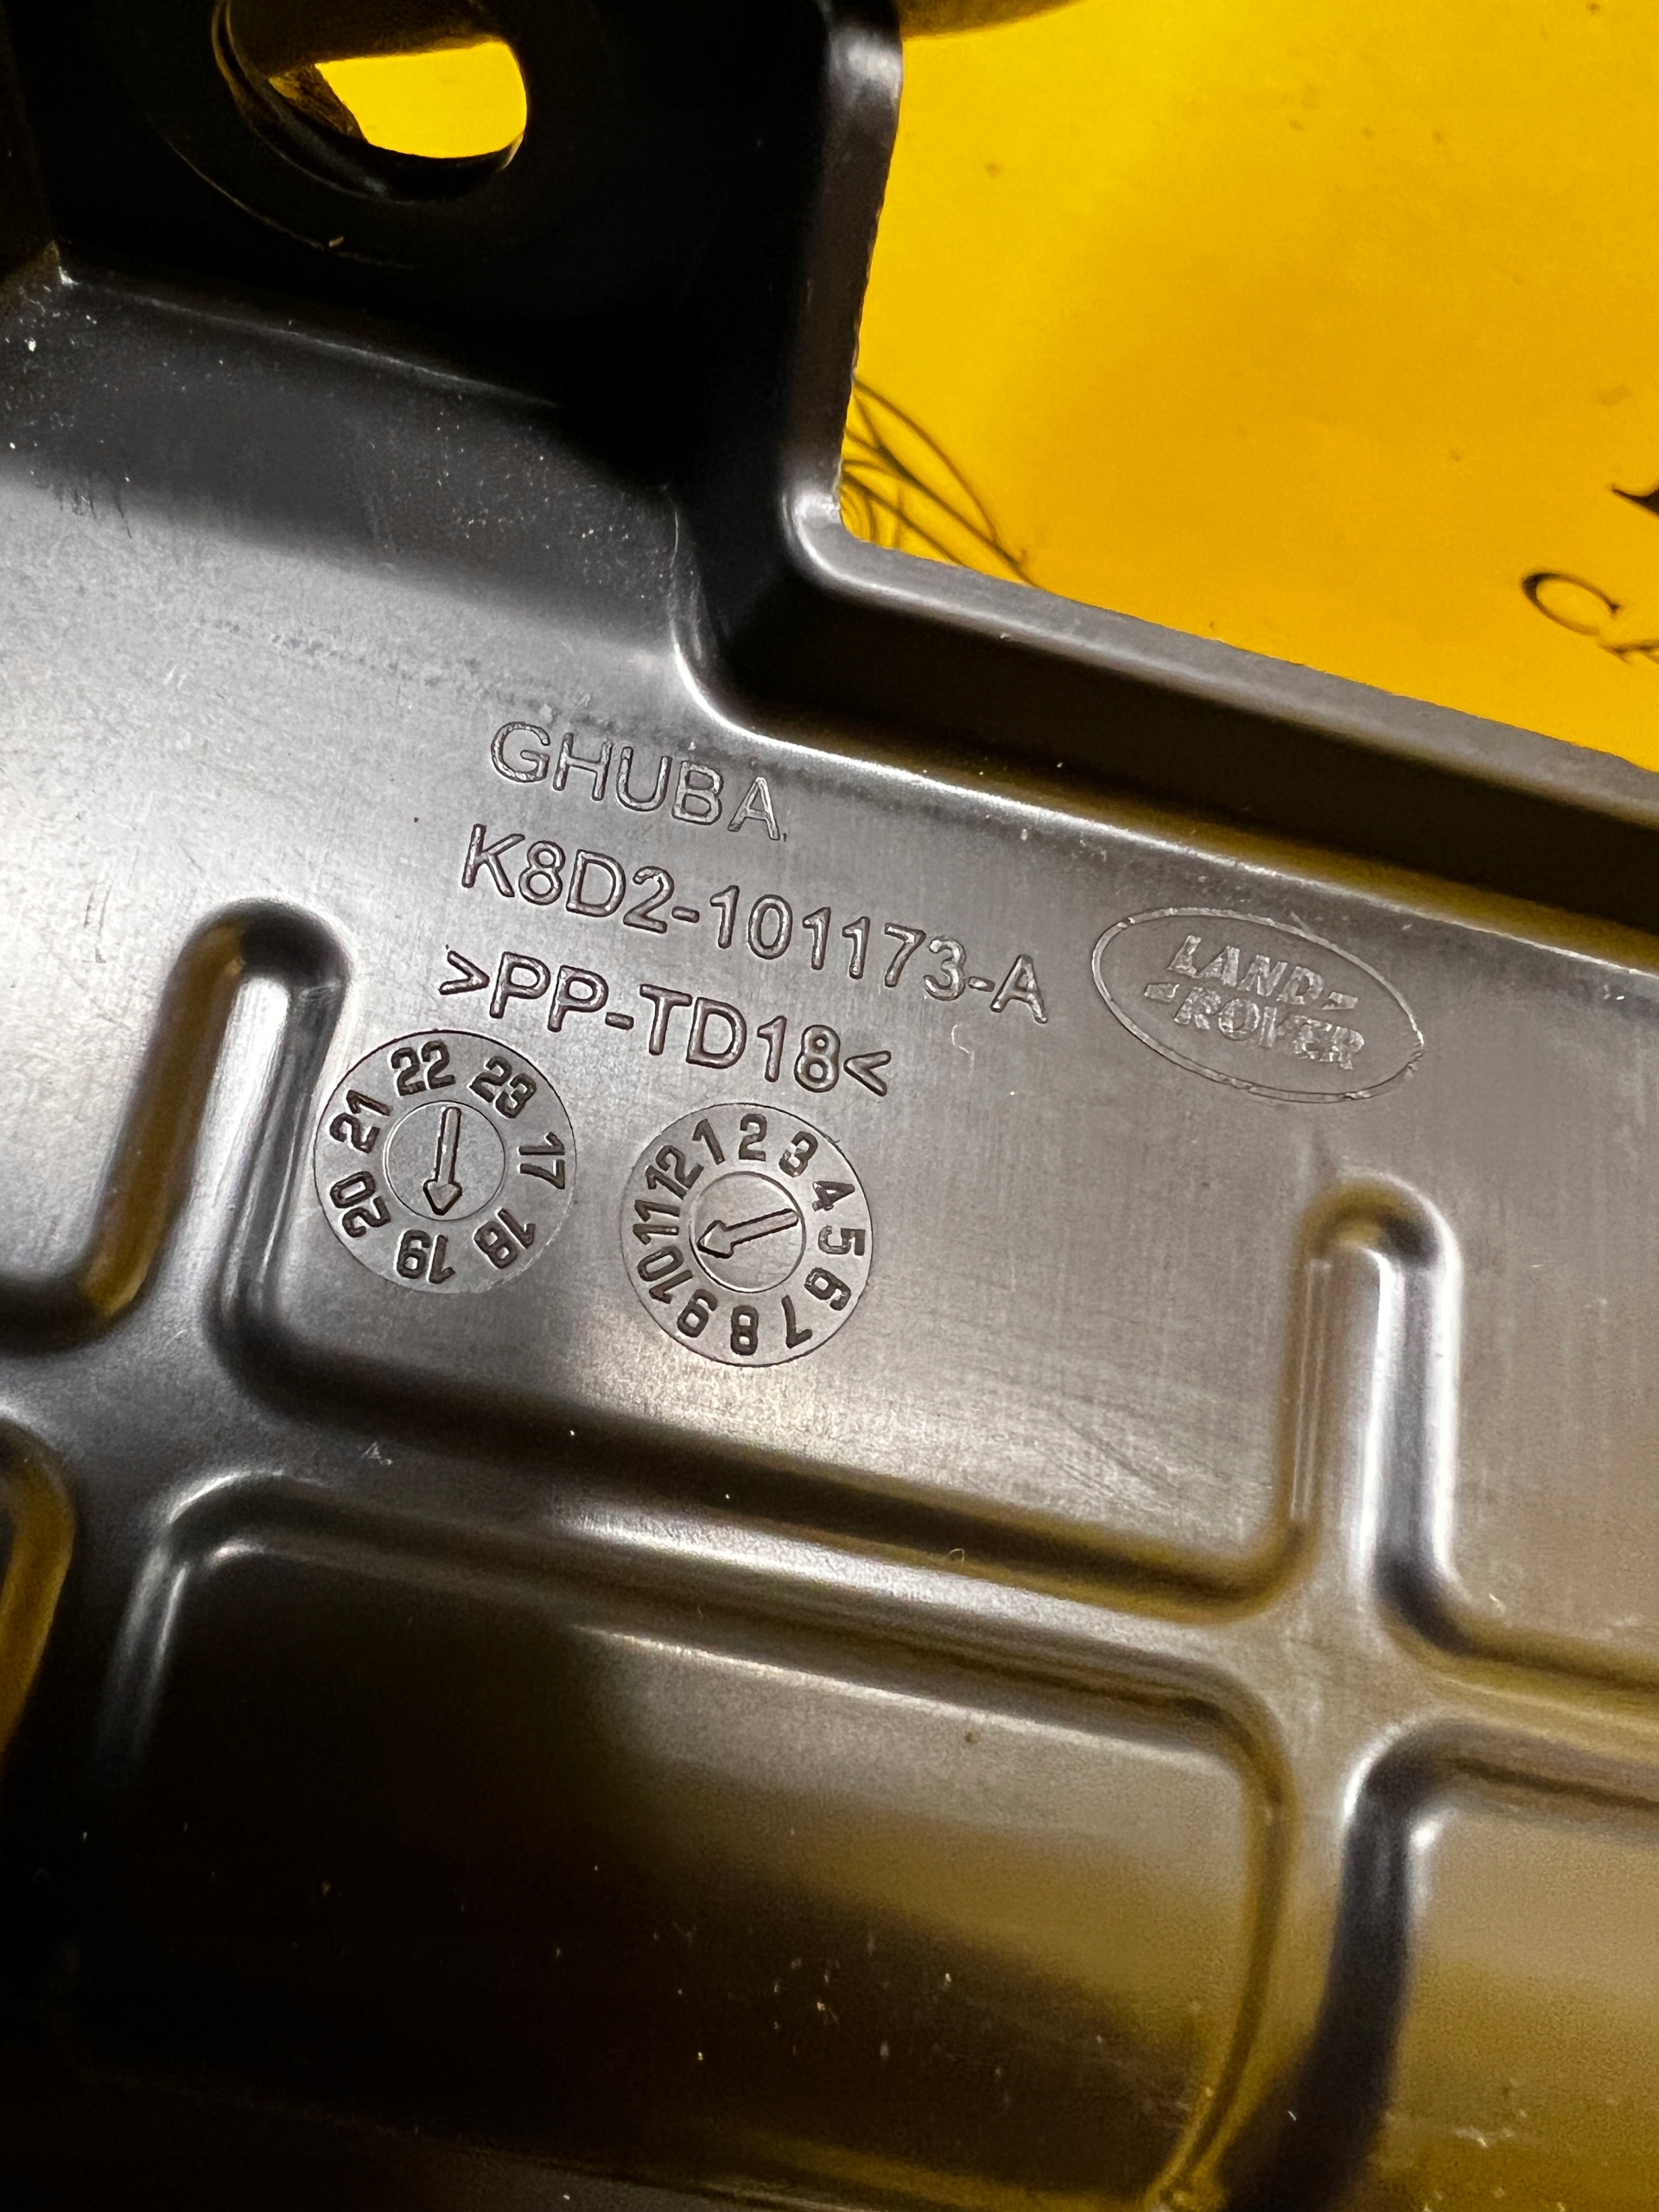 GHUBA
K8D2-101173-A
>PP-TD18<
LAND-
-ROVER
22 23 17 18 19 20 21
1 2 3 4 5 6 7 8 9 10 11 12